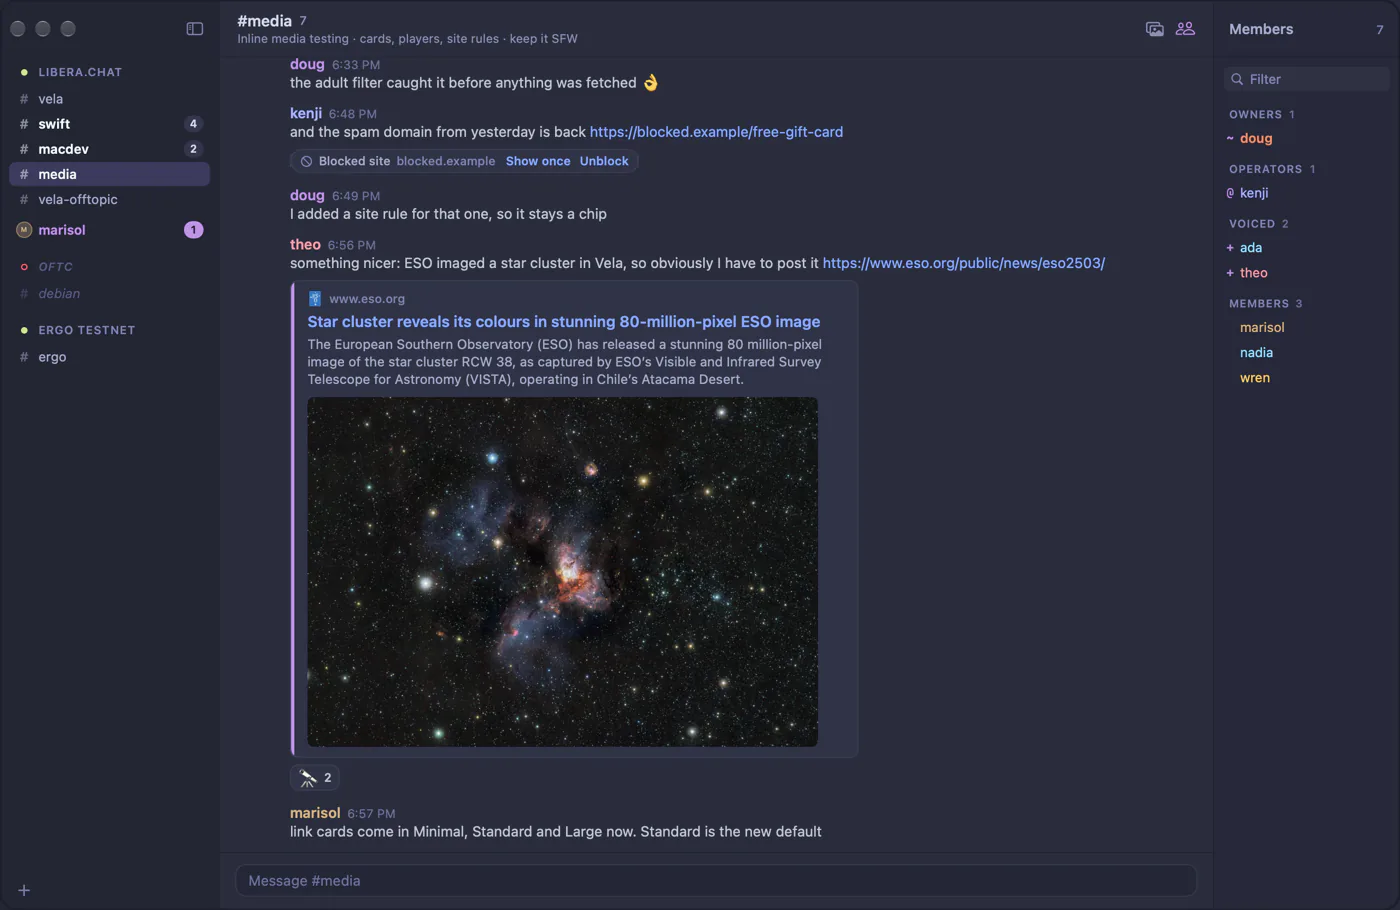 LIBERA.CHAT
# vela
# swift 4
# macdev 2
# media
# vela-offtopic
M marisol 1
OFTC
# debian
ERGO TESTNET
# ergo
+
#media 7
Inline media testing · cards, players, site rules · keep it SFW
doug 6:33 PM
the adult filter caught it before anything was fetched 👌
kenji 6:48 PM
and the spam domain from yesterday is back https://blocked.example/free-gift-card
Blocked site blocked.example Show once Unblock
doug 6:49 PM
I added a site rule for that one, so it stays a chip
theo 6:56 PM
something nicer: ESO imaged a star cluster in Vela, so obviously I have to post it https://www.eso.org/public/news/eso2503/
www.eso.org
Star cluster reveals its colours in stunning 80-million-pixel ESO image
The European Southern Observatory (ESO) has released a stunning 80 million-pixel
image of the star cluster RCW 38, as captured by ESO’s Visible and Infrared Survey
Telescope for Astronomy (VISTA), operating in Chile’s Atacama Desert.
🔭 2
marisol 6:57 PM
link cards come in Minimal, Standard and Large now. Standard is the new default
Message #media
Members 7
Filter
OWNERS 1
~ doug
OPERATORS 1
@ kenji
VOICED 2
+ ada
+ theo
MEMBERS 3
marisol
nadia
wren